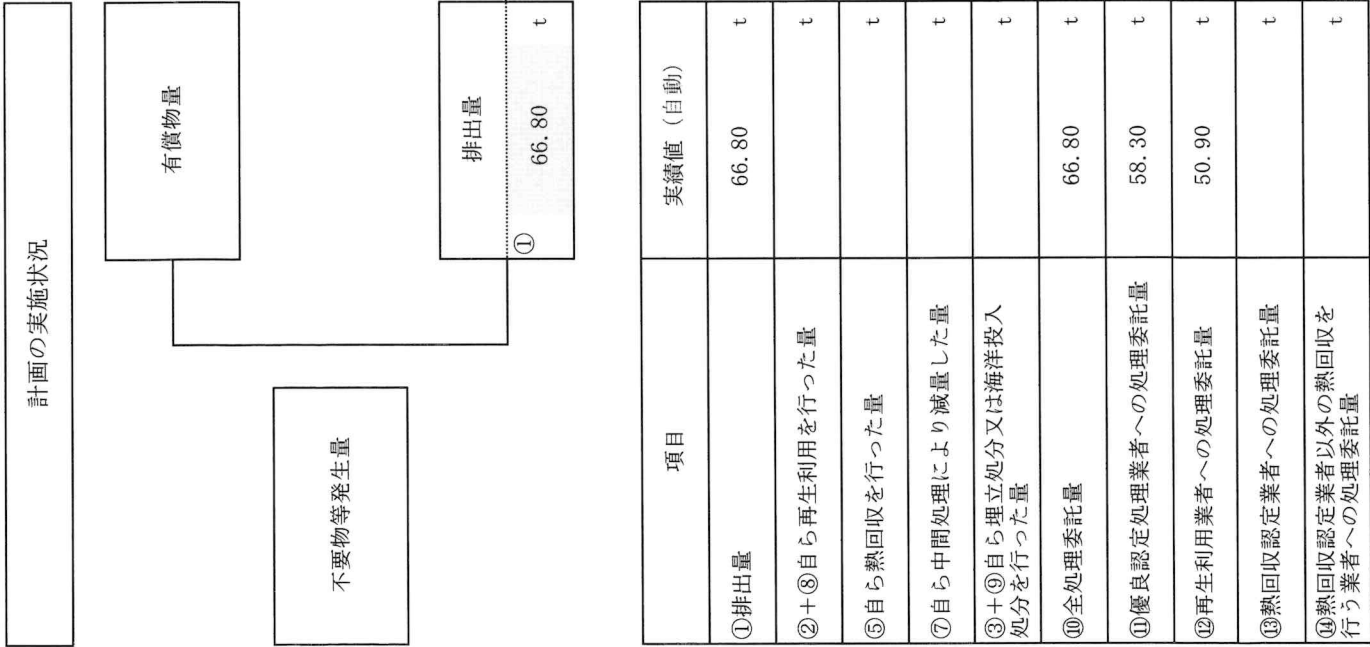 計画の実施状況
不要物等発生量
有償物量
排出量
① 66.80 t
項目 実績値（自動）
①排出量 66.80 t
②＋⑧自ら再生利用を行った量 t
⑤自ら熱回収を行った量 t
⑦自ら中間処理により減量した量 t
③＋⑨自ら埋立処分又は海洋投入
処分を行った量 t
⑩全処理委託量 66.80 t
⑪優良認定処理業者への処理委託量 58.30 t
⑫再生利用業者への処理委託量 50.90 t
⑬熱回収認定業者への処理委託量 t
⑭熱回収認定業者以外の熱回収を
行う業者への処理委託量 t